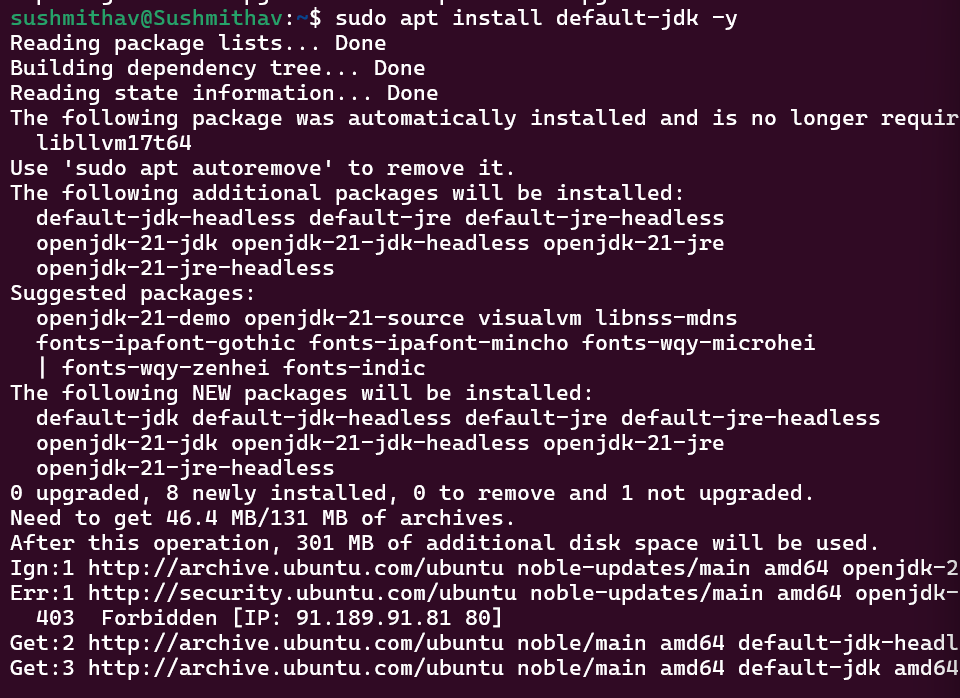 sushmithav@Sushmithav:~$ sudo apt install default-jdk -y
Reading package lists... Done
Building dependency tree... Done
Reading state information... Done
The following package was automatically installed and is no longer requir
  libllvm17t64
Use 'sudo apt autoremove' to remove it.
The following additional packages will be installed:
  default-jdk-headless default-jre default-jre-headless
  openjdk-21-jdk openjdk-21-jdk-headless openjdk-21-jre
  openjdk-21-jre-headless
Suggested packages:
  openjdk-21-demo openjdk-21-source visualvm libnss-mdns
  fonts-ipafont-gothic fonts-ipafont-mincho fonts-wqy-microhei
  | fonts-wqy-zenhei fonts-indic
The following NEW packages will be installed:
  default-jdk default-jdk-headless default-jre default-jre-headless
  openjdk-21-jdk openjdk-21-jdk-headless openjdk-21-jre
  openjdk-21-jre-headless
0 upgraded, 8 newly installed, 0 to remove and 1 not upgraded.
Need to get 46.4 MB/131 MB of archives.
After this operation, 301 MB of additional disk space will be used.
Ign:1 http://archive.ubuntu.com/ubuntu noble-updates/main amd64 openjdk-2
Err:1 http://security.ubuntu.com/ubuntu noble-updates/main amd64 openjdk-
  403  Forbidden [IP: 91.189.91.81 80]
Get:2 http://archive.ubuntu.com/ubuntu noble/main amd64 default-jdk-headl
Get:3 http://archive.ubuntu.com/ubuntu noble/main amd64 default-jdk amd64